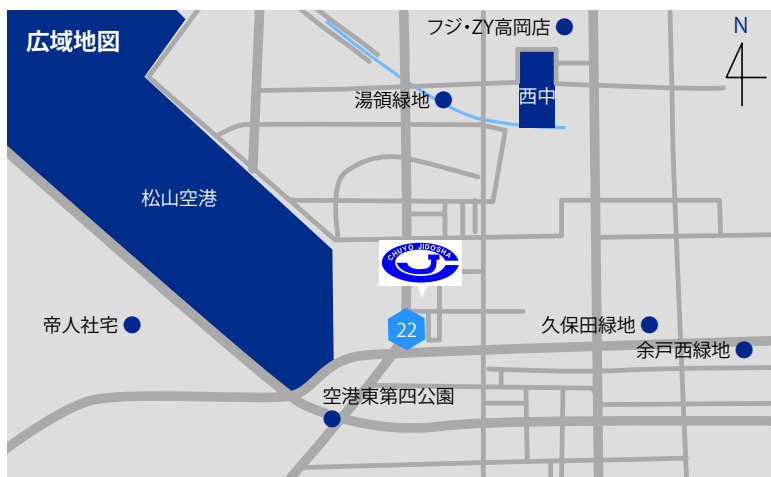 広域地図
フジ・ZY高岡店
N
湯領緑地
西中
松山空港
CHUYO JIDOSHA
帝人社宅
22
久保田緑地
余戸西緑地
空港東第四公園